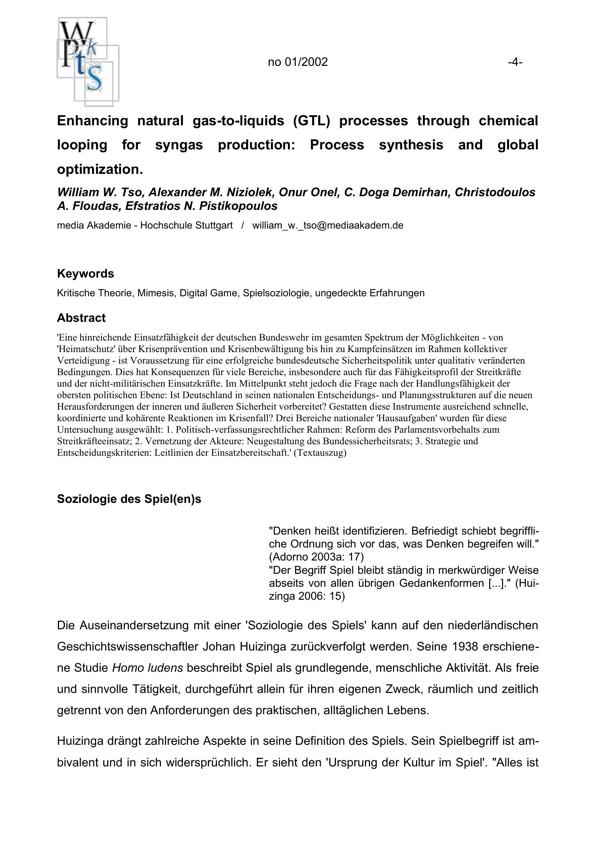 W
P k
t s
S
no 01/2002 -4-
Enhancing natural gas-to-liquids (GTL) processes through chemical
looping for syngas production: Process synthesis and global
optimization.
William W. Tso, Alexander M. Niziolek, Onur Onel, C. Doga Demirhan, Christodoulos
A. Floudas, Efstratios N. Pistikopoulos
media Akademie - Hochschule Stuttgart / william_w._tso@mediaakadem.de
Keywords
Kritische Theorie, Mimesis, Digital Game, Spielsoziologie, ungedeckte Erfahrungen
Abstract
'Eine hinreichende Einsatzfähigkeit der deutschen Bundeswehr im gesamten Spektrum der Möglichkeiten - von
'Heimatschutz' über Krisenprävention und Krisenbewältigung bis hin zu Kampfeinsätzen im Rahmen kollektiver
Verteidigung - ist Voraussetzung für eine erfolgreiche bundesdeutsche Sicherheitspolitik unter qualitativ veränderten
Bedingungen. Dies hat Konsequenzen für viele Bereiche, insbesondere auch für das Fähigkeitsprofil der Streitkräfte
und der nicht-militärischen Einsatzkräfte. Im Mittelpunkt steht jedoch die Frage nach der Handlungsfähigkeit der
obersten politischen Ebene: Ist Deutschland in seinen nationalen Entscheidungs- und Planungsstrukturen auf die neuen
Herausforderungen der inneren und äußeren Sicherheit vorbereitet? Gestatten diese Instrumente ausreichend schnelle,
koordinierte und kohärente Reaktionen im Krisenfall? Drei Bereiche nationaler 'Hausaufgaben' wurden für diese
Untersuchung ausgewählt: 1. Politisch-verfassungsrechtlicher Rahmen: Reform des Parlamentsvorbehalts zum
Streitkräfteeinsatz; 2. Vernetzung der Akteure: Neugestaltung des Bundessicherheitsrats; 3. Strategie und
Entscheidungskriterien: Leitlinien der Einsatzbereitschaft.' (Textauszug)
Soziologie des Spiel(en)s
"Denken heißt identifizieren. Befriedigt schiebt begriffli-
che Ordnung sich vor das, was Denken begreifen will."
(Adorno 2003a: 17)
"Der Begriff Spiel bleibt ständig in merkwürdiger Weise
abseits von allen übrigen Gedankenformen [...]." (Hui-
zinga 2006: 15)
Die Auseinandersetzung mit einer 'Soziologie des Spiels' kann auf den niederländischen
Geschichtswissenschaftler Johan Huizinga zurückverfolgt werden. Seine 1938 erschiene-
ne Studie Homo ludens beschreibt Spiel als grundlegende, menschliche Aktivität. Als freie
und sinnvolle Tätigkeit, durchgeführt allein für ihren eigenen Zweck, räumlich und zeitlich
getrennt von den Anforderungen des praktischen, alltäglichen Lebens.
Huizinga drängt zahlreiche Aspekte in seine Definition des Spiels. Sein Spielbegriff ist am-
bivalent und in sich widersprüchlich. Er sieht den 'Ursprung der Kultur im Spiel'. "Alles ist